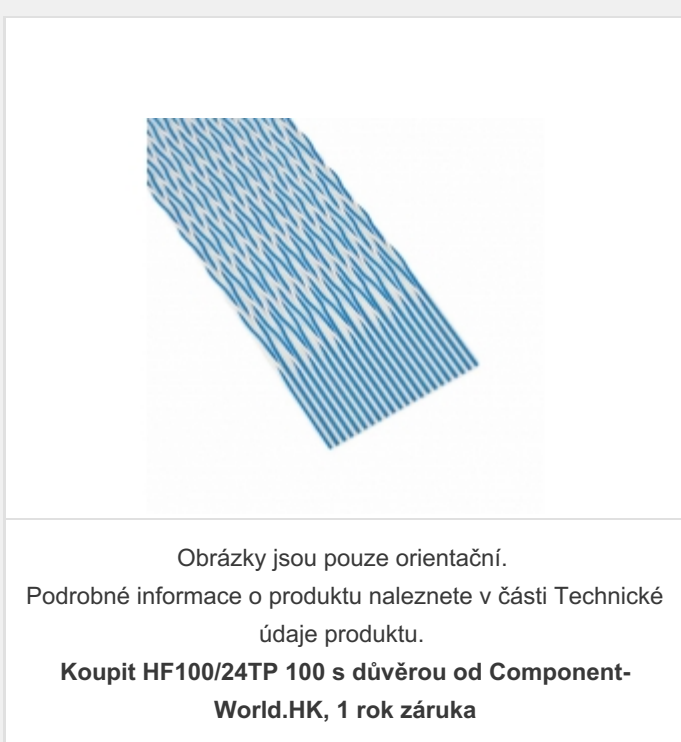 Obrázky jsou pouze orientační.
Podrobné informace o produktu naleznete v části Technické
údaje produktu.
Koupit HF100/24TP 100 s důvěrou od Component-
World.HK, 1 rok záruka